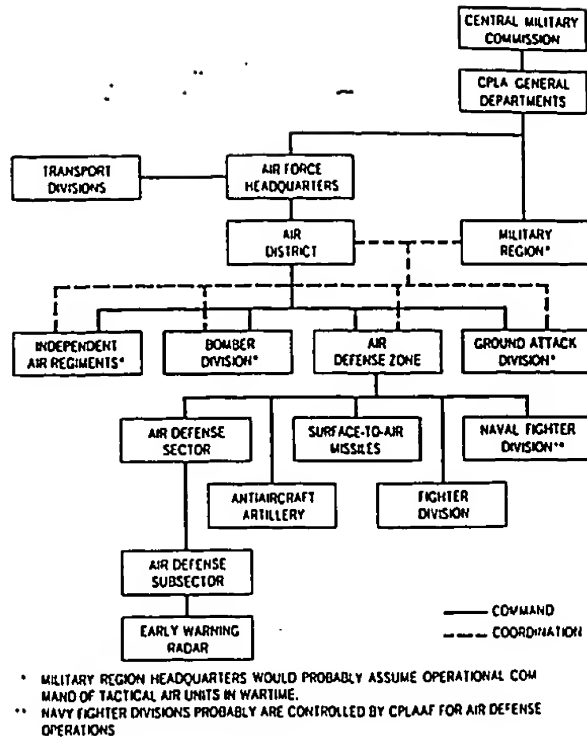 CENTRAL MILITARY
COMMISSION
CPLA GENERAL
DEPARTMENTS
TRANSPORT
DIVISIONS
AIR FORCE
HEADQUARTERS
AIR
DISTRICT
MILITARY
REGION*
INDEPENDENT
AIR REGIMENTS*
BOMBER
DIVISION*
AIR
DEFENSE ZONE
GROUND ATTACK
DIVISION*
AIR DEFENSE
SECTOR
SURFACE-TO-AIR
MISSILES
NAVAL FIGHTER
DIVISION**
ANTIAIRCRAFT
ARTILLERY
FIGHTER
DIVISION
AIR DEFENSE
SUBSECTOR
EARLY WARNING
RADAR
COMMAND
COORDINATION
* MILITARY REGION HEADQUARTERS WOULD PROBABLY ASSUME OPERATIONAL COM
MAND OF TACTICAL AIR UNITS IN WARTIME.
** NAVY FIGHTER DIVISIONS PROBABLY ARE CONTROLLED BY CPLAAF FOR AIR DEFENSE
OPERATIONS